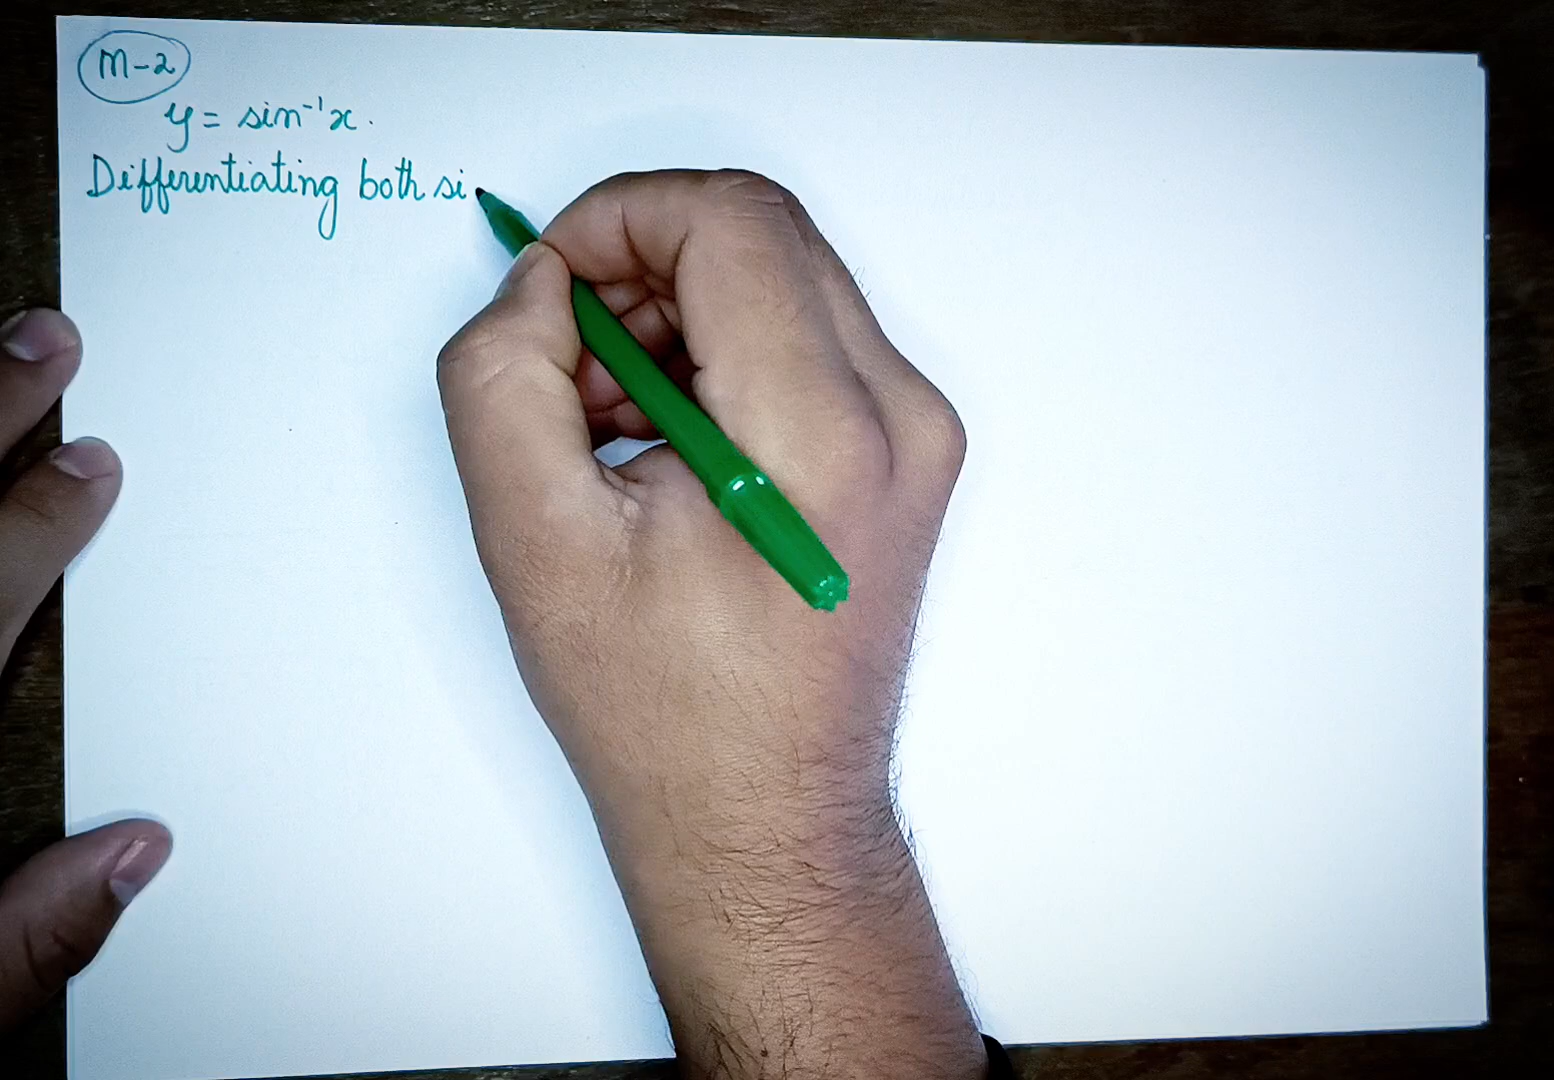 M-2
y = sin⁻¹x.
Differentiating both si